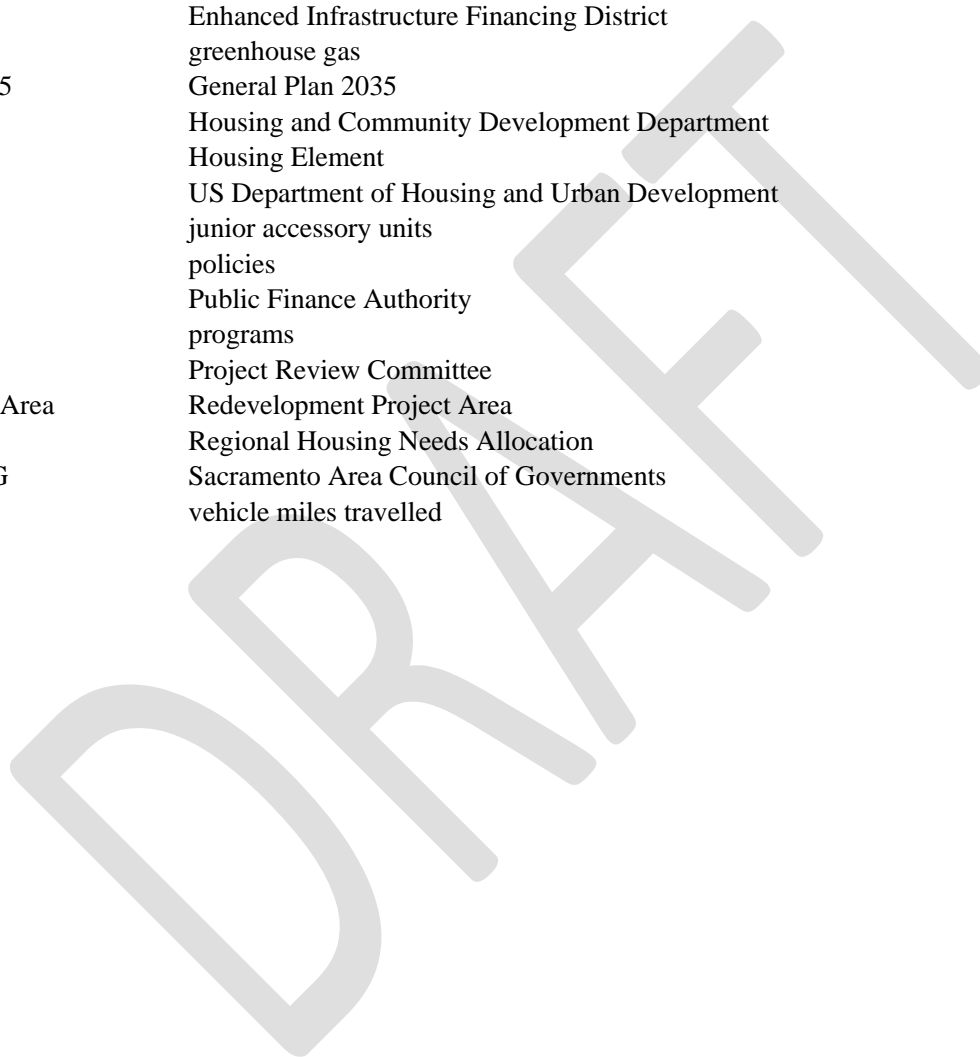 Enhanced Infrastructure Financing District
greenhouse gas
5 General Plan 2035
Housing and Community Development Department
Housing Element
US Department of Housing and Urban Development
junior accessory units
policies
Public Finance Authority
programs
Project Review Committee
Area Redevelopment Project Area
Regional Housing Needs Allocation
G Sacramento Area Council of Governments
vehicle miles travelled
DRAFT